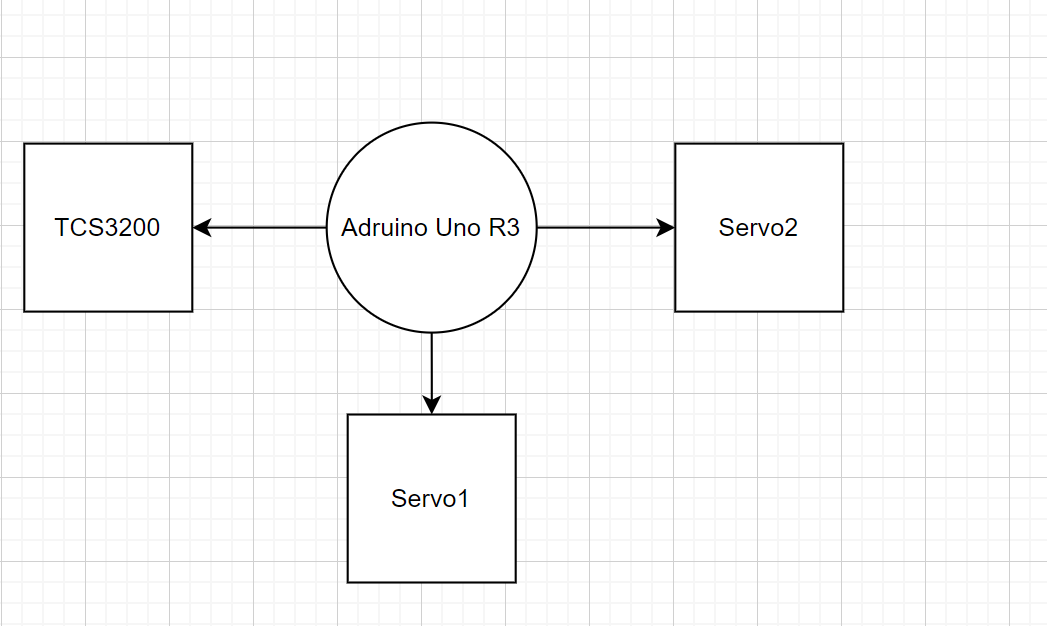 TCS3200
Adruino Uno R3
Servo2
Servo1